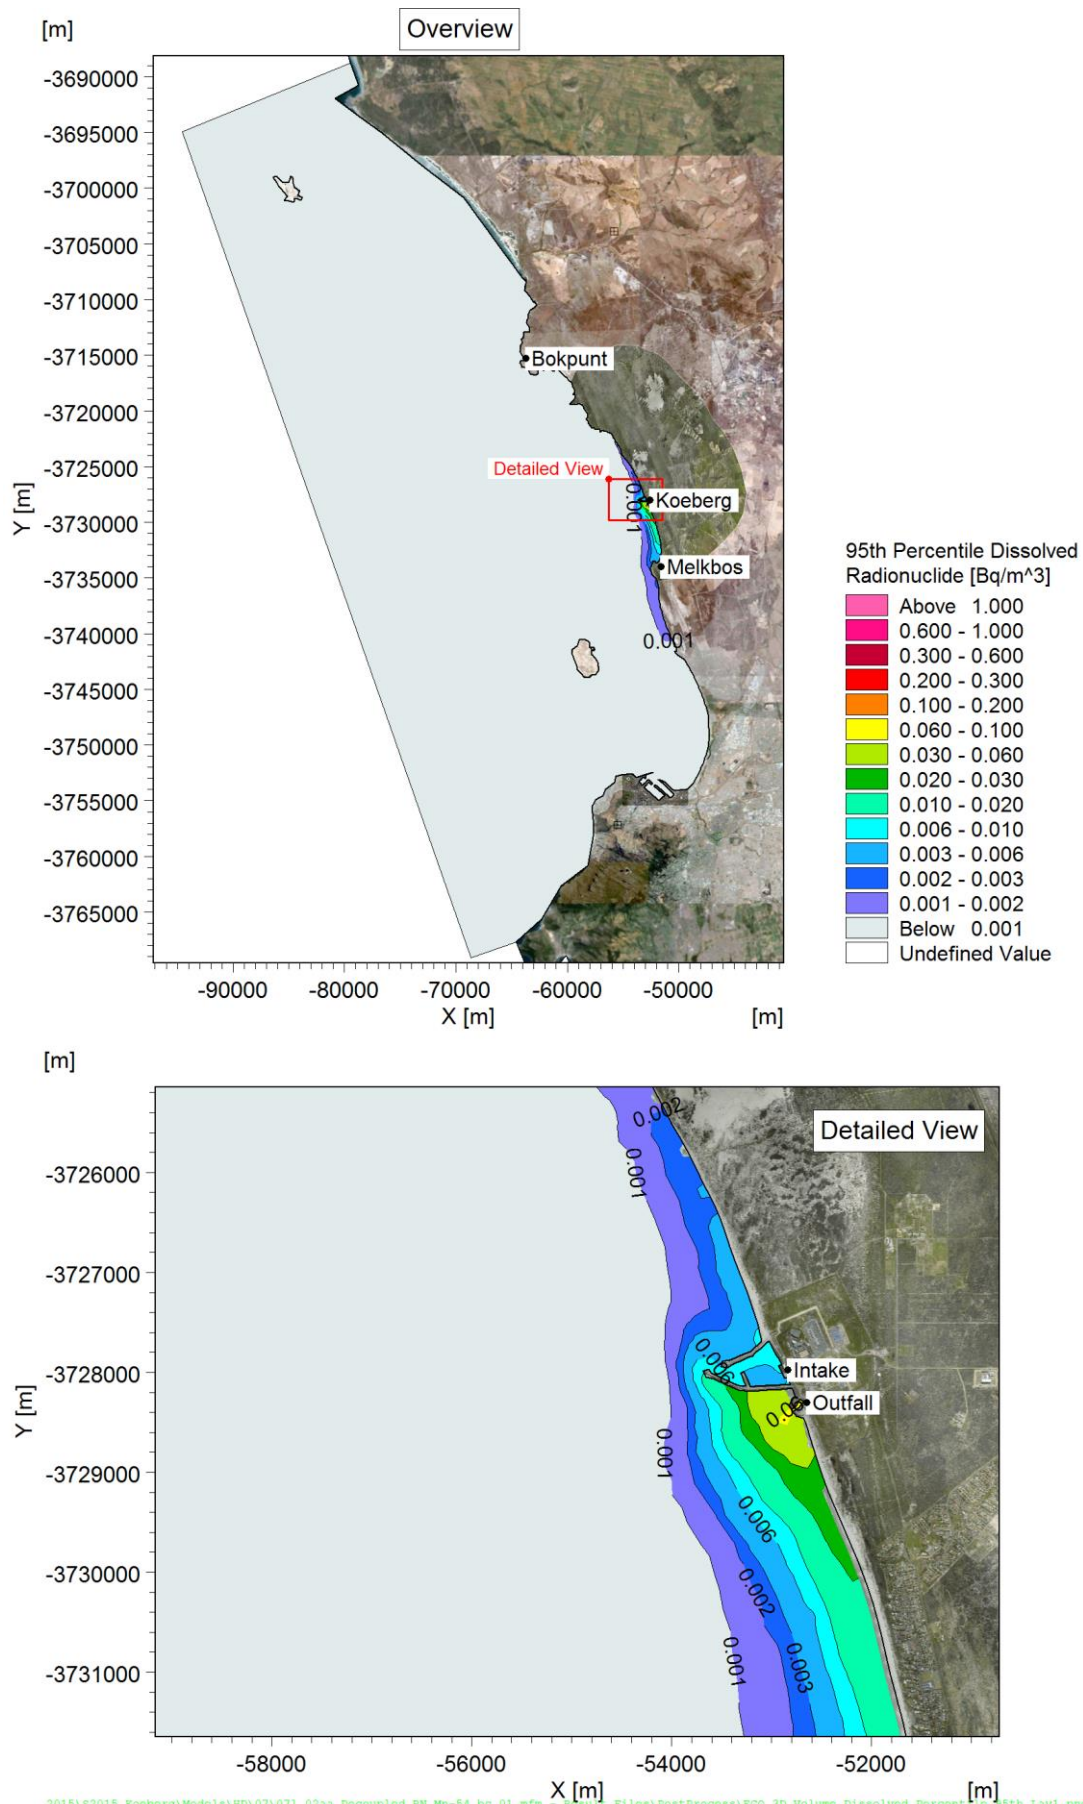 [m]
Overview
-3690000
-3695000
-3700000
-3705000
-3710000
-3715000
-3720000
-3725000
-3730000
-3735000
-3740000
-3745000
-3750000
-3755000
-3760000
-3765000
Y [m]
Bokpunt
Detailed View
0.001
Koeberg
Melkbos
0.001
-90000 -80000 -70000 -60000 -50000
X [m] [m]
95th Percentile Dissolved
Radionuclide [Bq/m^3]
Above 1.000
0.600 - 1.000
0.300 - 0.600
0.200 - 0.300
0.100 - 0.200
0.060 - 0.100
0.030 - 0.060
0.020 - 0.030
0.010 - 0.020
0.006 - 0.010
0.003 - 0.006
0.002 - 0.003
0.001 - 0.002
Below 0.001
Undefined Value
[m]
Detailed View
-3726000
-3727000
-3728000
-3729000
-3730000
-3731000
Y [m]
0.002
0.001
0.006
Intake
Outfall
0.06
0.001
0.006
0.002
0.001
0.003
-58000 -56000 -54000 -52000
X [m] [m]